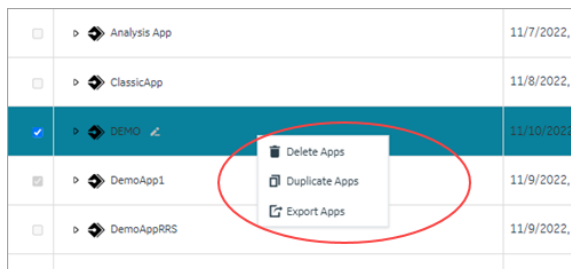 Analysis App 11/7/2022,
ClassicApp 11/8/2022,
DEMO 11/10/2022
Delete Apps
DemoApp1 Duplicate Apps 11/9/2022,
Export Apps
DemoAppRRS 11/9/2022,